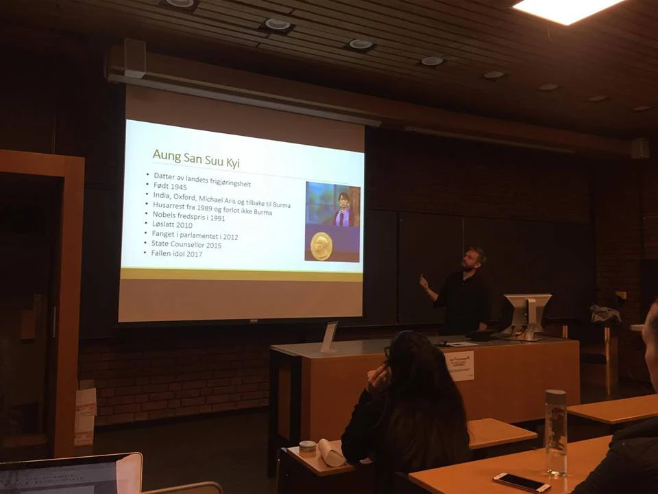 Aung San Suu Kyi
• Datter av landets frigjøringshelt
• Født 1945
• India, Oxford, Michael Aris og tilbake til Burma
• Husarrest fra 1989 og forlot ikke Burma
• Nobels fredspris i 1991
• Løslatt 2010
• Fanget i parlamentet i 2012
• State Counsellor 2015
• Fallen idol 2017